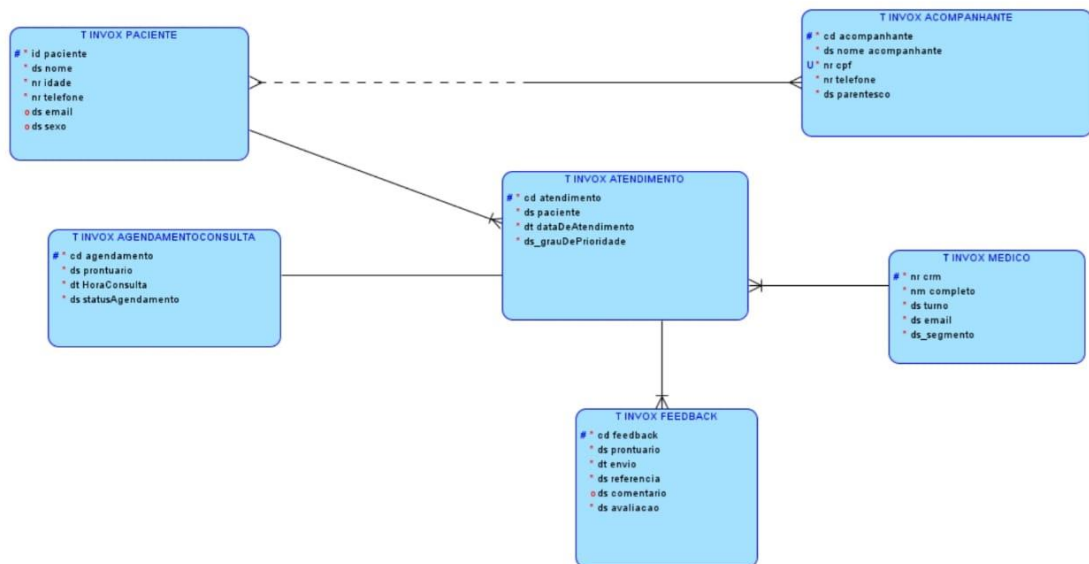 T INVOX PACIENTE
# * id paciente
* ds nome
* nr idade
* nr telefone
o ds email
o ds sexo
T INVOX ACOMPANHANTE
# * cd acompanhante
* ds nome acompanhante
U * nr cpf
* nr telefone
* ds parentesco
T INVOX ATENDIMENTO
# * cd atendimento
* ds paciente
* dt dataDeAtendimento
* ds_grauDePrioridade
T INVOX AGENDAMENTOCONSULTA
# * cd agendamento
* ds prontuario
* dt HoraConsulta
* ds statusAgendamento
T INVOX MEDICO
# * nr crm
* nm completo
* ds turno
* ds email
* ds_segmento
T INVOX FEEDBACK
# * cd feedback
* ds prontuario
* dt envio
* ds referencia
o ds comentario
* ds avaliacao